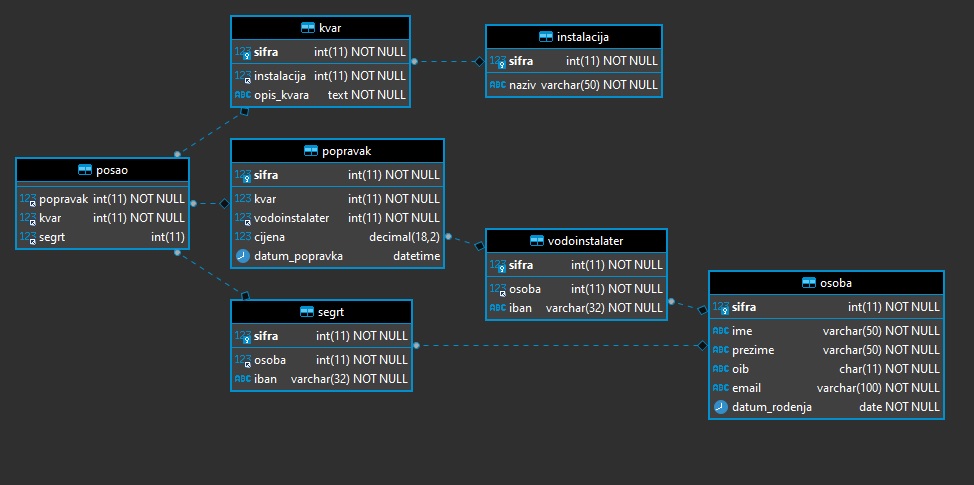 kvar
123 sifra int(11) NOT NULL
123 instalacija int(11) NOT NULL
ABC opis_kvara text NOT NULL
instalacija
123 sifra int(11) NOT NULL
ABC naziv varchar(50) NOT NULL
popravak
123 sifra int(11) NOT NULL
123 kvar int(11) NOT NULL
123 vodoinstalater int(11) NOT NULL
123 cijena decimal(18,2)
datum_popravka datetime
posao
123 popravak int(11) NOT NULL
123 kvar int(11) NOT NULL
123 segrt int(11)
vodoinstalater
123 sifra int(11) NOT NULL
123 osoba int(11) NOT NULL
ABC iban varchar(32) NOT NULL
osoba
123 sifra int(11) NOT NULL
ABC ime varchar(50) NOT NULL
ABC prezime varchar(50) NOT NULL
ABC oib char(11) NOT NULL
ABC email varchar(100) NOT NULL
datum_rodenja date NOT NULL
segrt
123 sifra int(11) NOT NULL
123 osoba int(11) NOT NULL
ABC iban varchar(32) NOT NULL